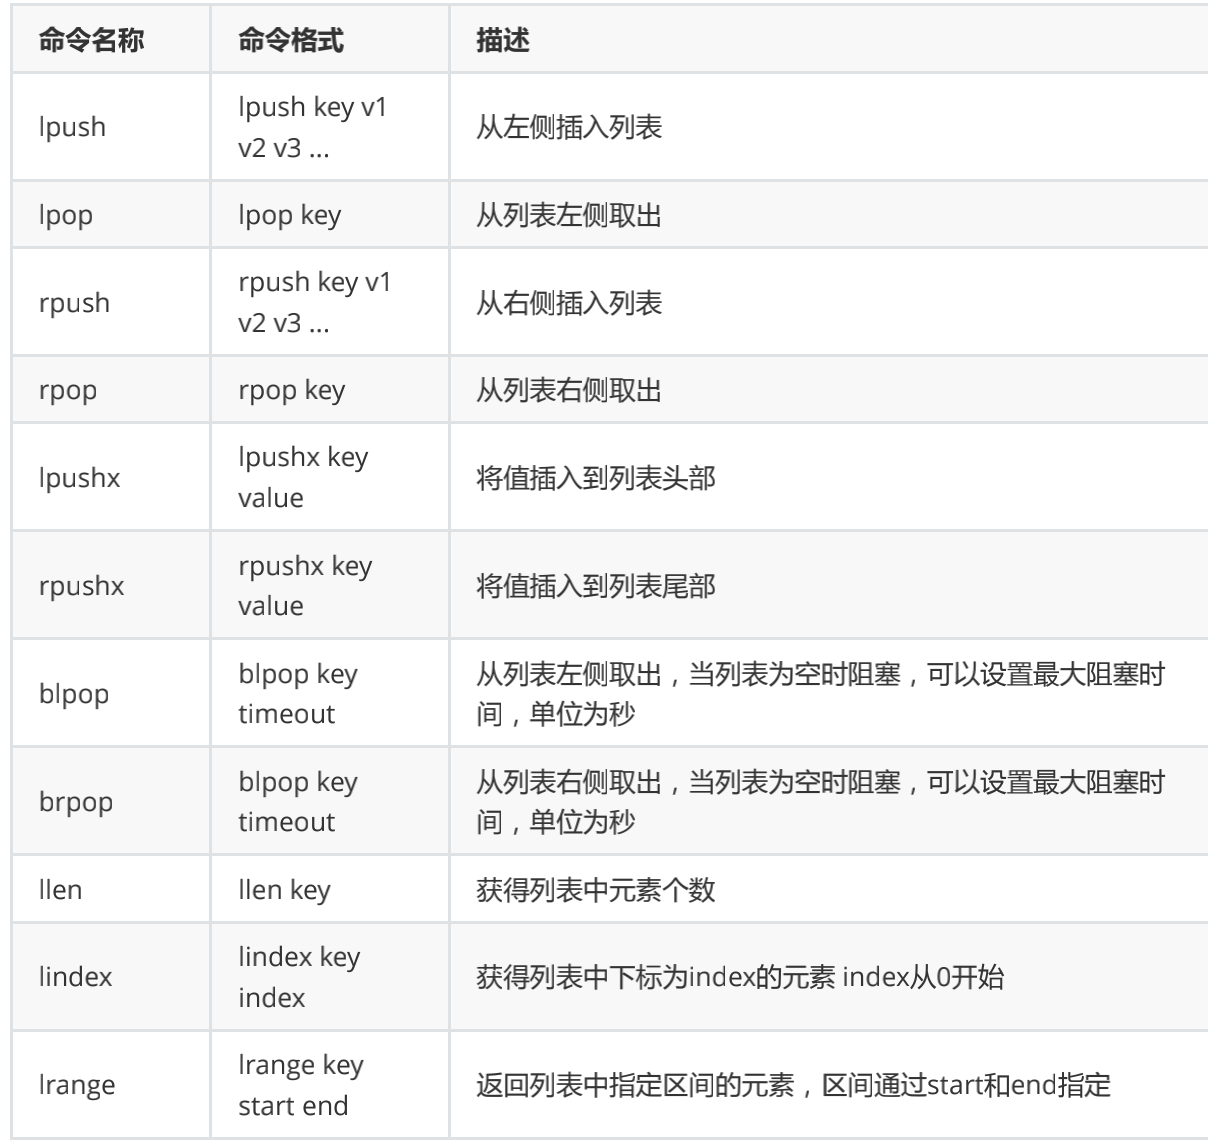 命令名称 命令格式 描述
lpush lpush key v1 v2 v3 ... 从左侧插入列表
lpop lpop key 从列表左侧取出
rpush rpush key v1 v2 v3 ... 从右侧插入列表
rpop rpop key 从列表右侧取出
lpushx lpushx key value 将值插入到列表头部
rpushx rpushx key value 将值插入到列表尾部
blpop blpop key timeout 从列表左侧取出，当列表为空时阻塞，可以设置最大阻塞时间，单位为秒
brpop blpop key timeout 从列表右侧取出，当列表为空时阻塞，可以设置最大阻塞时间，单位为秒
llen llen key 获得列表中元素个数
lindex lindex key index 获得列表中下标为index的元素 index从0开始
lrange lrange key start end 返回列表中指定区间的元素，区间通过start和end指定